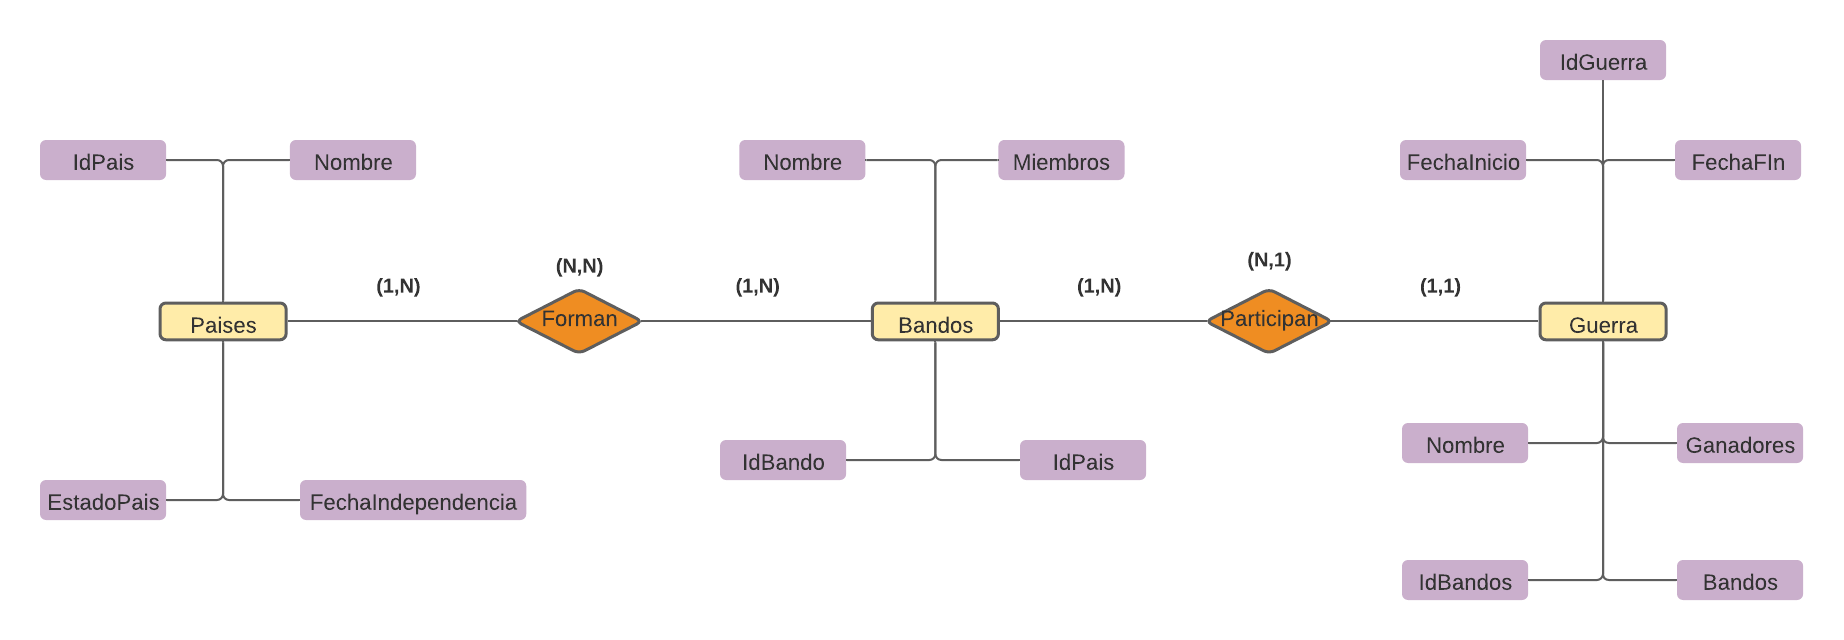 IdGuerra
IdPais
Nombre
Nombre
Miembros
FechaInicio
FechaFIn
(N,N)
(N,1)
(1,N)
(1,N)
(1,N)
(1,1)
Paises
Forman
Bandos
Participan
Guerra
Nombre
Ganadores
IdBando
IdPais
EstadoPais
FechaIndependencia
IdBandos
Bandos